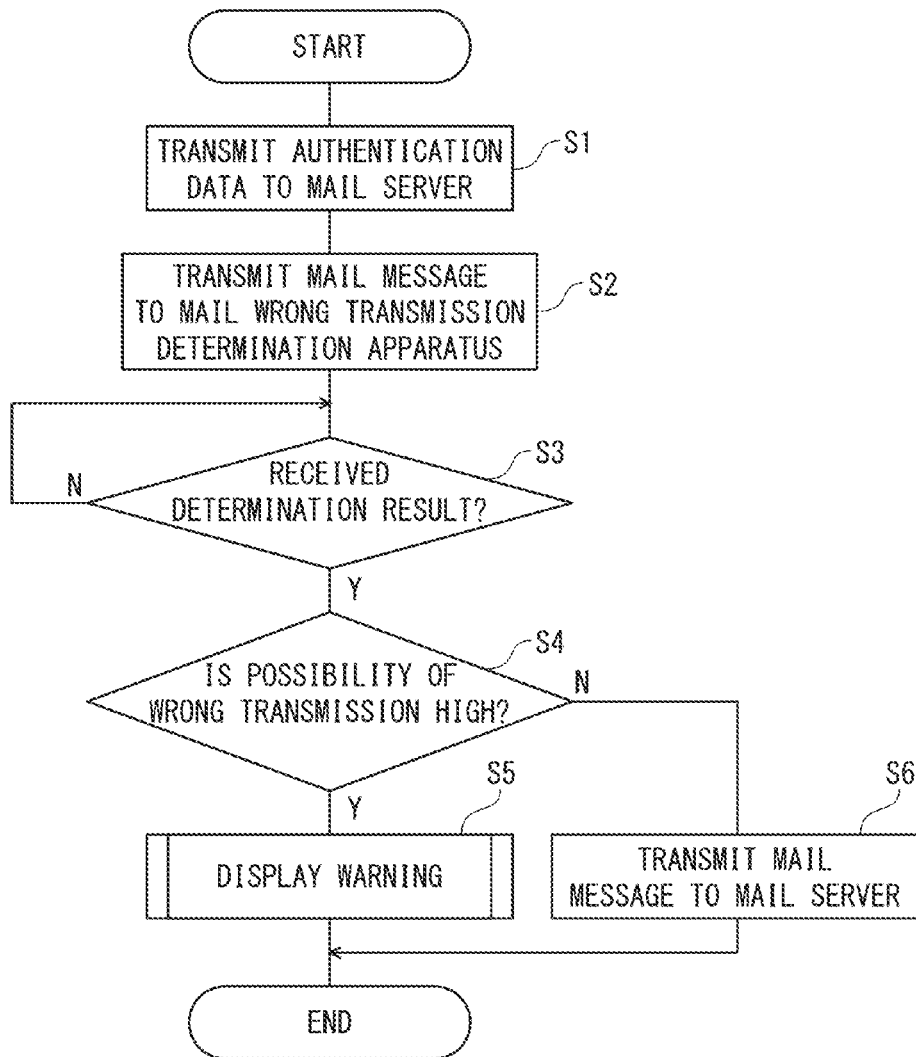 START
TRANSMIT AUTHENTICATION
DATA TO MAIL SERVER
S1
TRANSMIT MAIL MESSAGE
TO MAIL WRONG TRANSMISSION
DETERMINATION APPARATUS
S2
RECEIVED
DETERMINATION RESULT?
S3
N
Y
IS POSSIBILITY OF
WRONG TRANSMISSION HIGH?
S4
N
Y
DISPLAY WARNING
S5
TRANSMIT MAIL
MESSAGE TO MAIL SERVER
S6
END